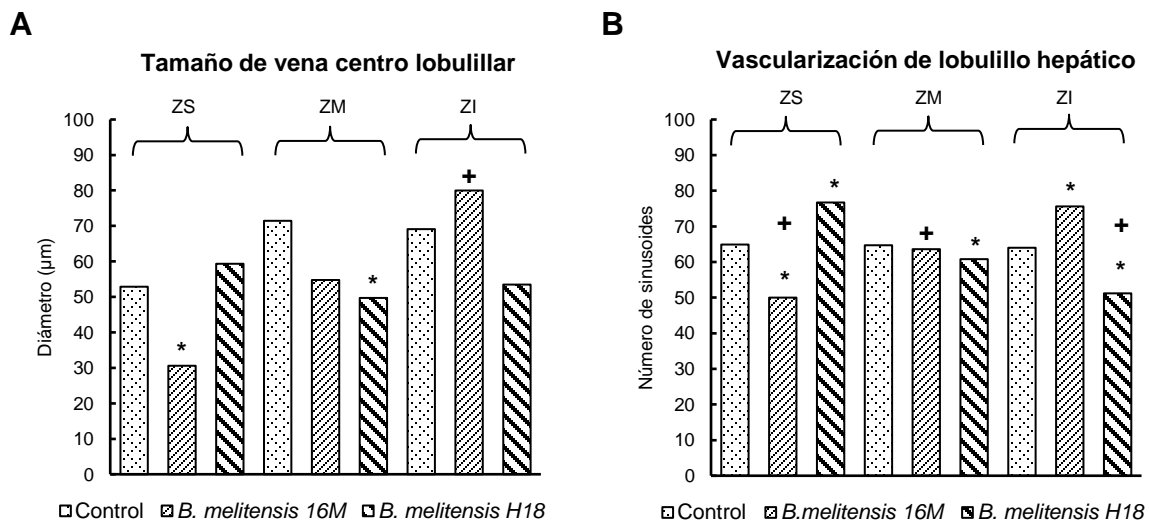 A
Tamaño de vena centro lobulillar
ZS ZM ZI
100
90
80
70
60
50
40
30
20
10
0
Diámetro (µm)
+
*
*
Control B. melitensis 16M B. melitensis H18
B
Vascularización de lobulillo hepático
ZS ZM ZI
100
90
80
70
60
50
40
30
20
10
0
Número de sinusoides
* *
+ + +
* * *
Control B.melitensis 16M B. melitensis H18